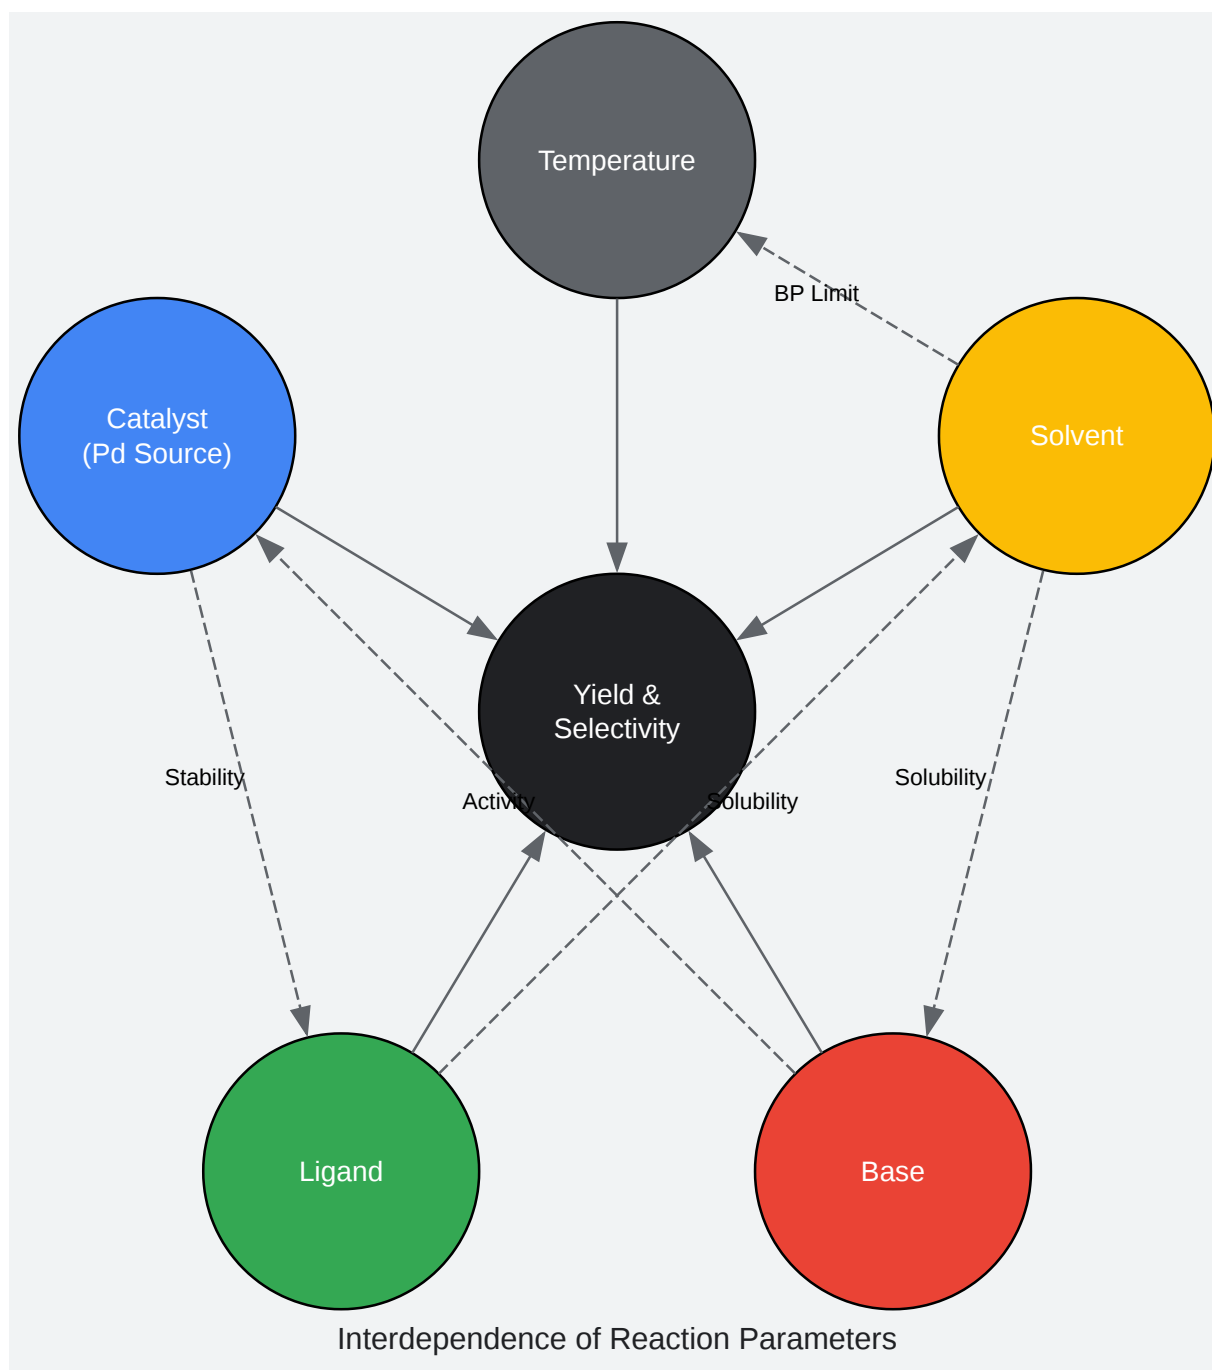 Temperature
BP Limit
Catalyst
(Pd Source)
Solvent
Yield &
Selectivity
Stability
Activity
Solubility
Solubility
Ligand
Base
Interdependence of Reaction Parameters